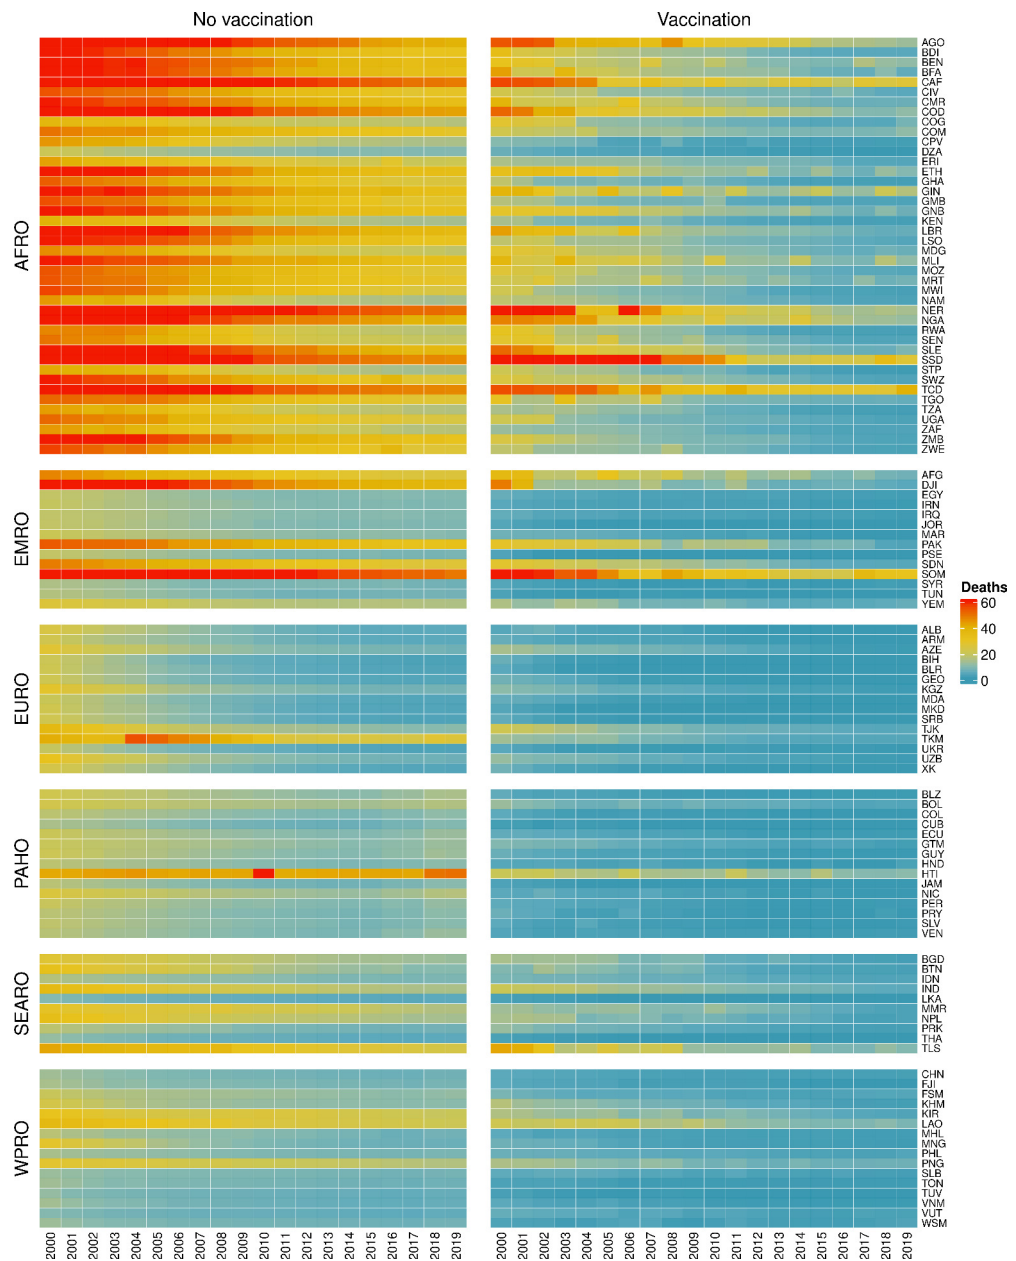 No vaccination
Vaccination
AFRO
AGO
BDI
BEN
BFA
CAF
CIV
CMR
COD
COG
COM
CPV
DZA
ERI
ETH
GHA
GIN
GMB
GNB
KEN
LBR
LSO
MDG
MLI
MOZ
MRT
MWI
NAM
NER
NGA
RWA
SEN
SLE
SSD
STP
SWZ
TCD
TGO
TZA
UGA
ZAF
ZMB
ZWE
EMRO
AFG
DJI
EGY
IRN
IRQ
JOR
MAR
PAK
PSE
SDN
SOM
SYR
TUN
YEM
Deaths
60
40
20
0
EURO
ALB
ARM
AZE
BIH
BLR
GEO
KGZ
MDA
MKD
SRB
TJK
TKM
UKR
UZB
XK
PAHO
BLZ
BOL
COL
CUB
ECU
GTM
GUY
HND
HTI
JAM
NIC
PER
PRY
SLV
VEN
SEARO
BGD
BTN
IDN
IND
LKA
MMR
NPL
PRK
THA
TLS
WPRO
CHN
FJI
FSM
KHM
KIR
LAO
MHL
MNG
PHL
PNG
SLB
TON
TUV
VNM
VUT
WSM
2000 2001 2002 2003 2004 2005 2006 2007 2008 2009 2010 2011 2012 2013 2014 2015 2016 2017 2018 2019
2000 2001 2002 2003 2004 2005 2006 2007 2008 2009 2010 2011 2012 2013 2014 2015 2016 2017 2018 2019